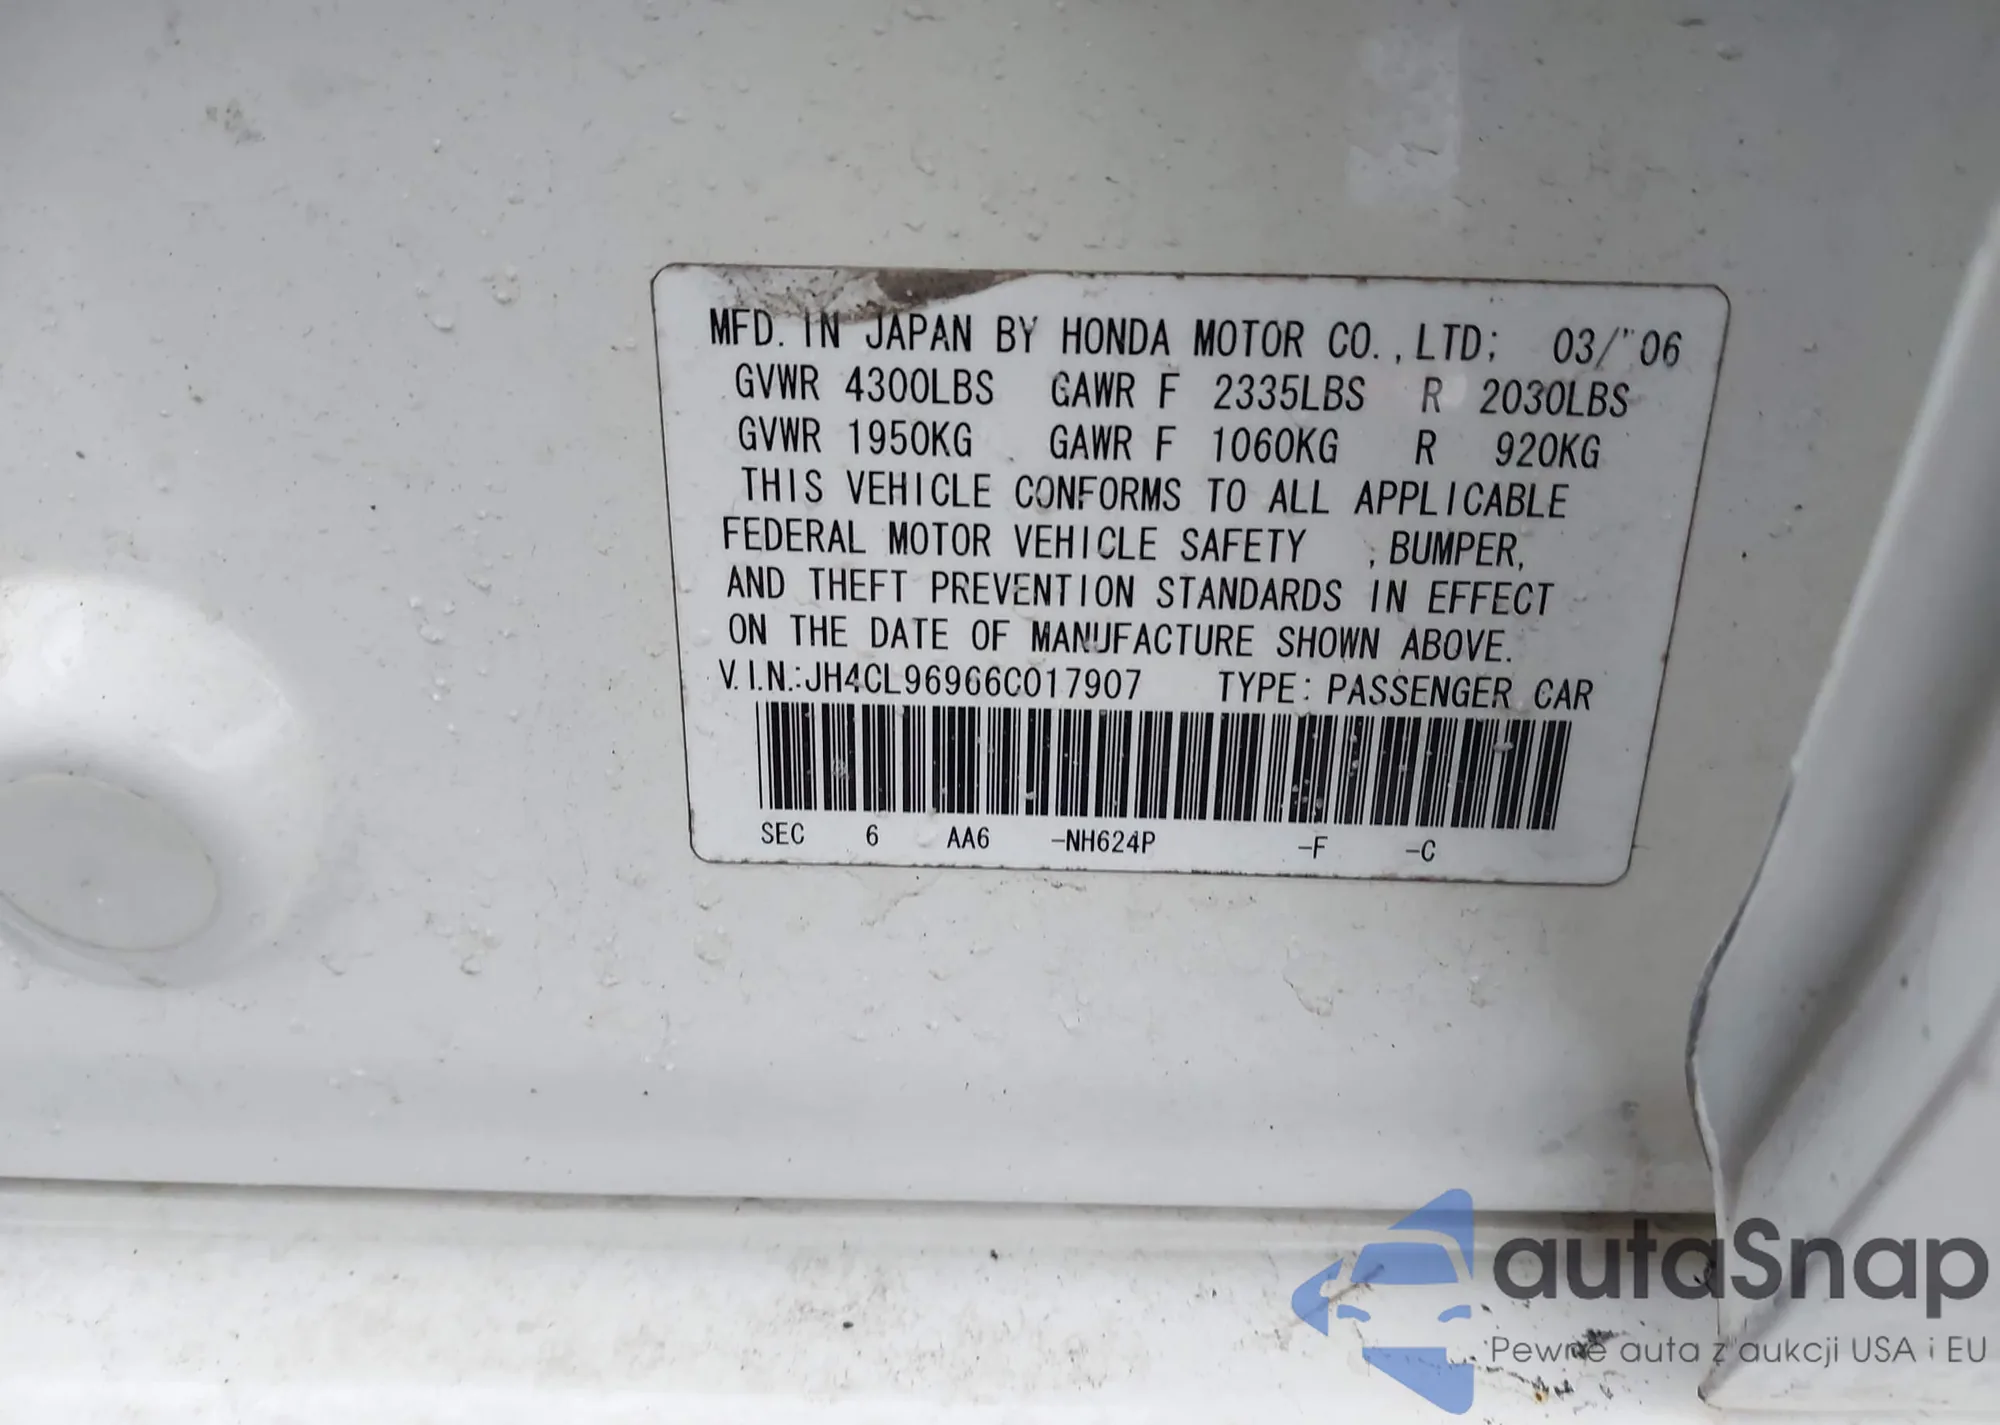 MFD. IN JAPAN BY HONDA MOTOR CO.,LTD; 03/"06
GVWR 4300LBS GAWR F 2335LBS R 2030LBS
GVWR 1950KG GAWR F 1060KG R 920KG
THIS VEHICLE CONFORMS TO ALL APPLICABLE
FEDERAL MOTOR VEHICLE SAFETY , BUMPER,
AND THEFT PREVENTION STANDARDS IN EFFECT
ON THE DATE OF MANUFACTURE SHOWN ABOVE.
V.I.N.:JH4CL96966C017907 TYPE: PASSENGER CAR
SEC 6 AA6 -NH624P -F -C
autaSnap
Pewne auta z aukcji USA i EU